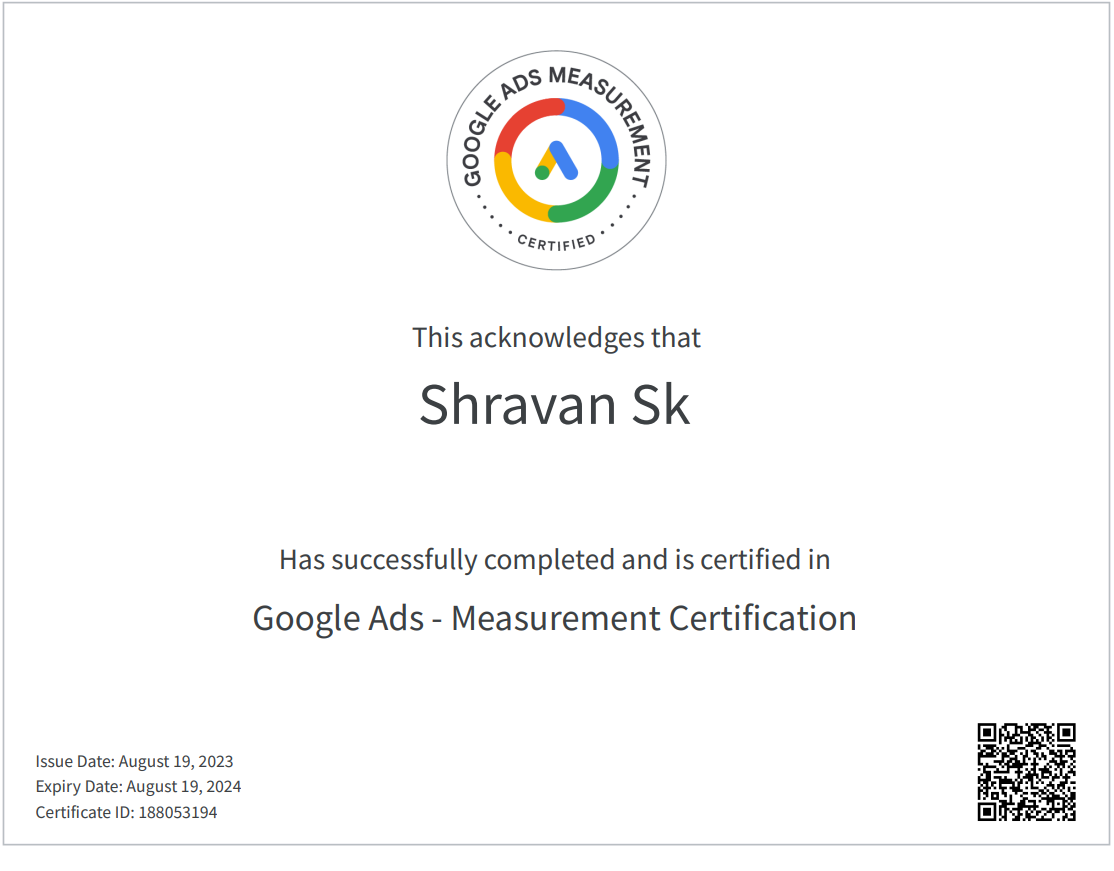 GOOGLE ADS MEASUREMENT
CERTIFIED
This acknowledges that
Shravan Sk
Has successfully completed and is certified in
Google Ads - Measurement Certification
Issue Date: August 19, 2023
Expiry Date: August 19, 2024
Certificate ID: 188053194